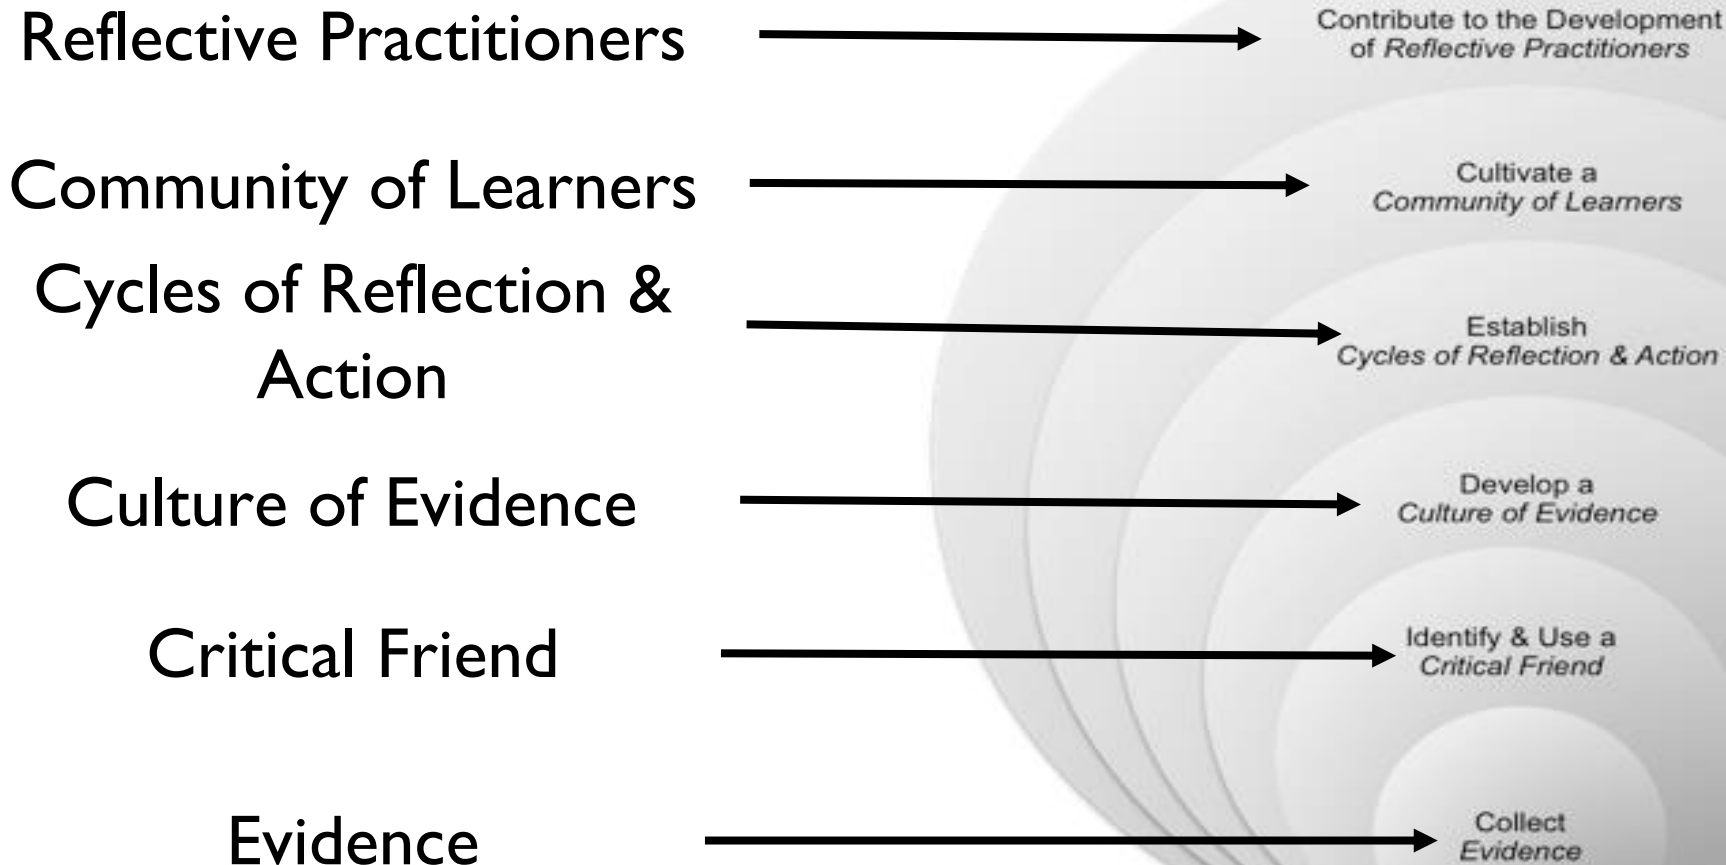 Reflective Practitioners
Contribute to the Development
of Reflective Practitioners
Community of Learners
Cultivate a
Community of Learners
Cycles of Reflection &
Action
Establish
Cycles of Reflection & Action
Culture of Evidence
Develop a
Culture of Evidence
Critical Friend
Identify & Use a
Critical Friend
Evidence
Collect
Evidence